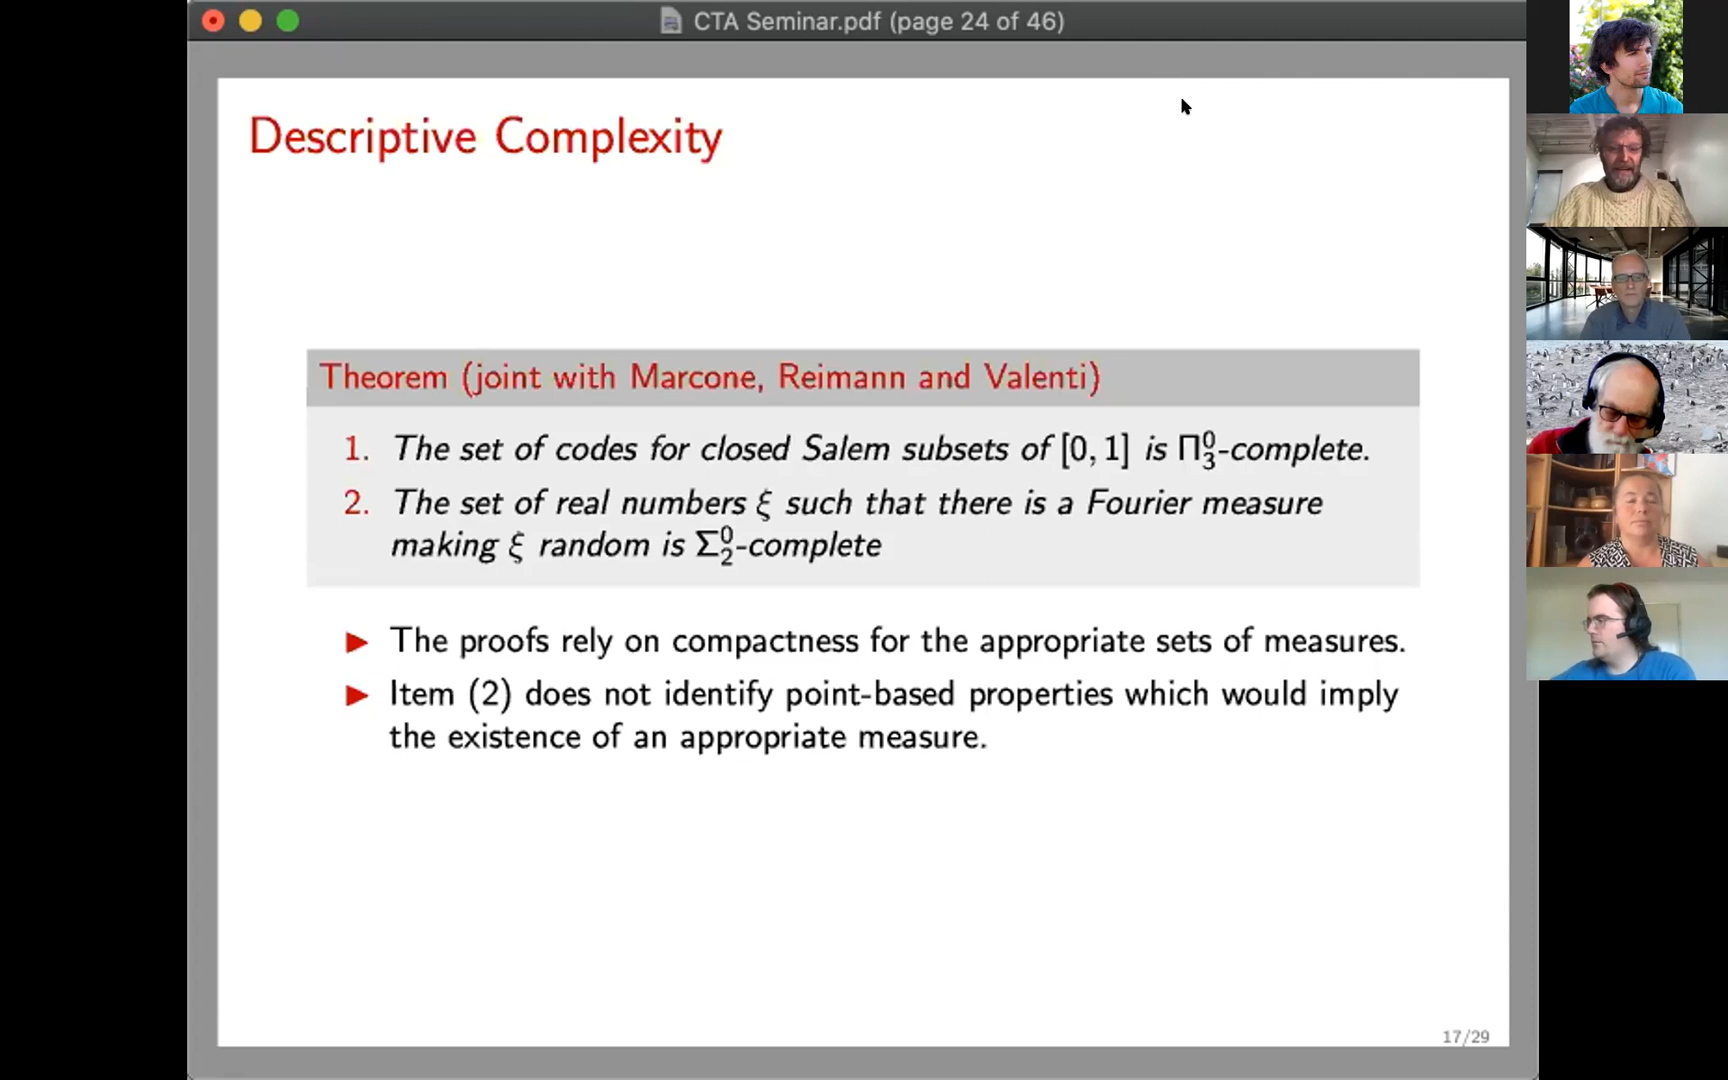 CTA Seminar.pdf (page 24 of 46)
Descriptive Complexity
Theorem (joint with Marcone, Reimann and Valenti)
1. The set of codes for closed Salem subsets of [0, 1] is Π⁰₃-complete.
2. The set of real numbers ξ such that there is a Fourier measure
making ξ random is Σ⁰₂-complete
▶ The proofs rely on compactness for the appropriate sets of measures.
▶ Item (2) does not identify point-based properties which would imply
the existence of an appropriate measure.
17/29